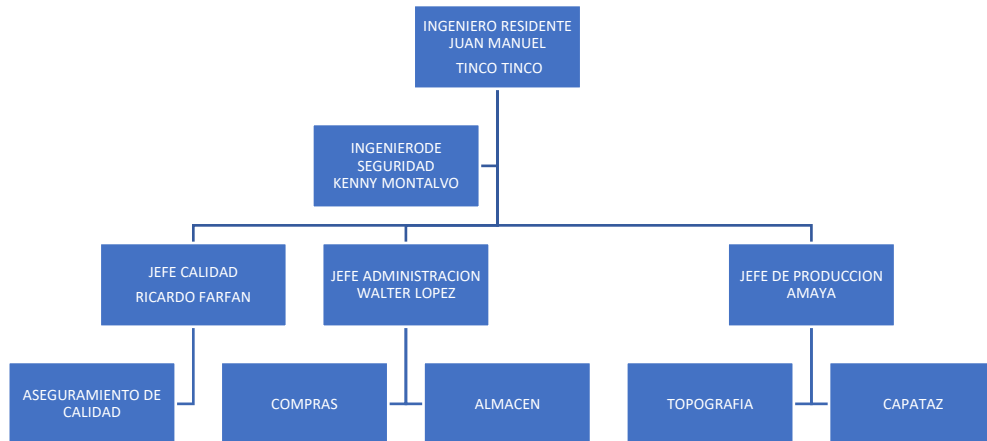 INGENIERO RESIDENTE
JUAN MANUEL
TINCO TINCO
INGENIERODE
SEGURIDAD
KENNY MONTALVO
JEFE CALIDAD
RICARDO FARFAN
JEFE ADMINISTRACION
WALTER LOPEZ
JEFE DE PRODUCCION
AMAYA
ASEGURAMIENTO DE
CALIDAD
COMPRAS
ALMACEN
TOPOGRAFIA
CAPATAZ